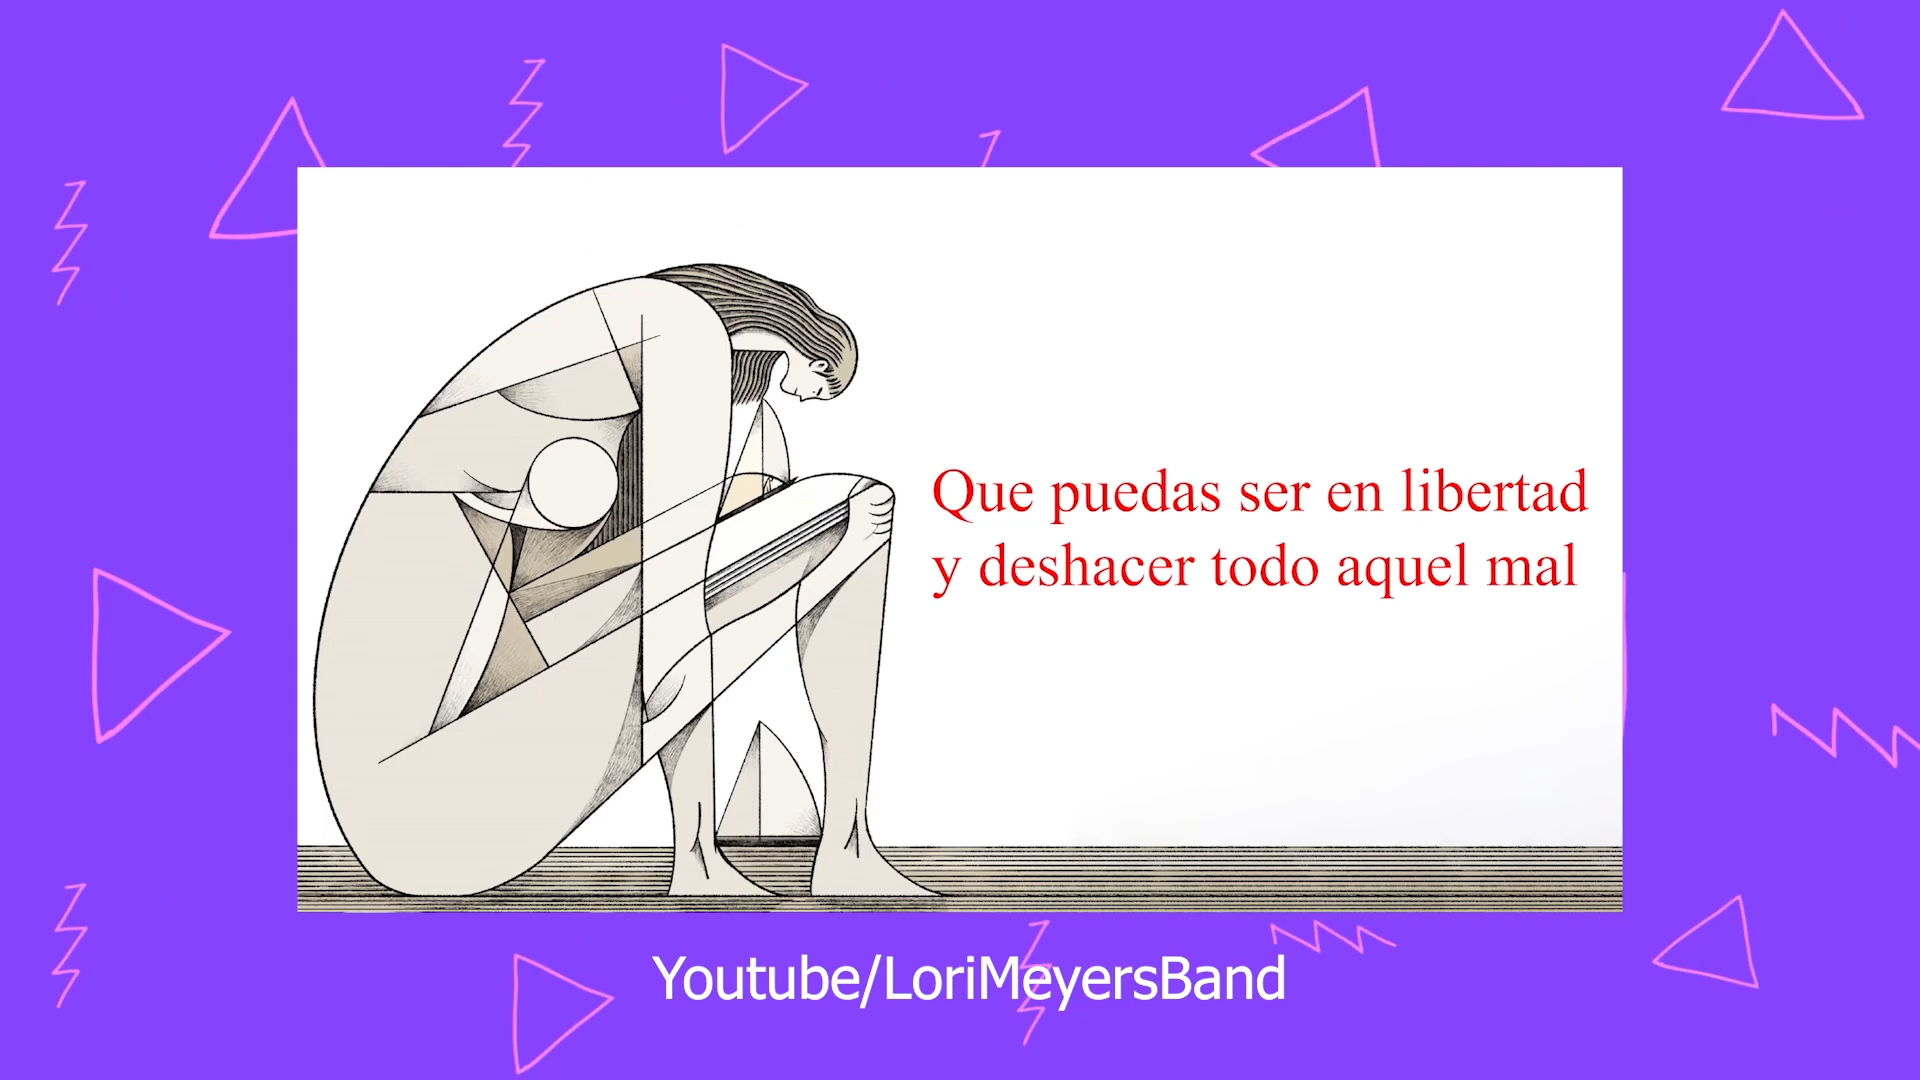 Que puedas ser en libertad
y deshacer todo aquel mal
Youtube/LoriMeyersBand